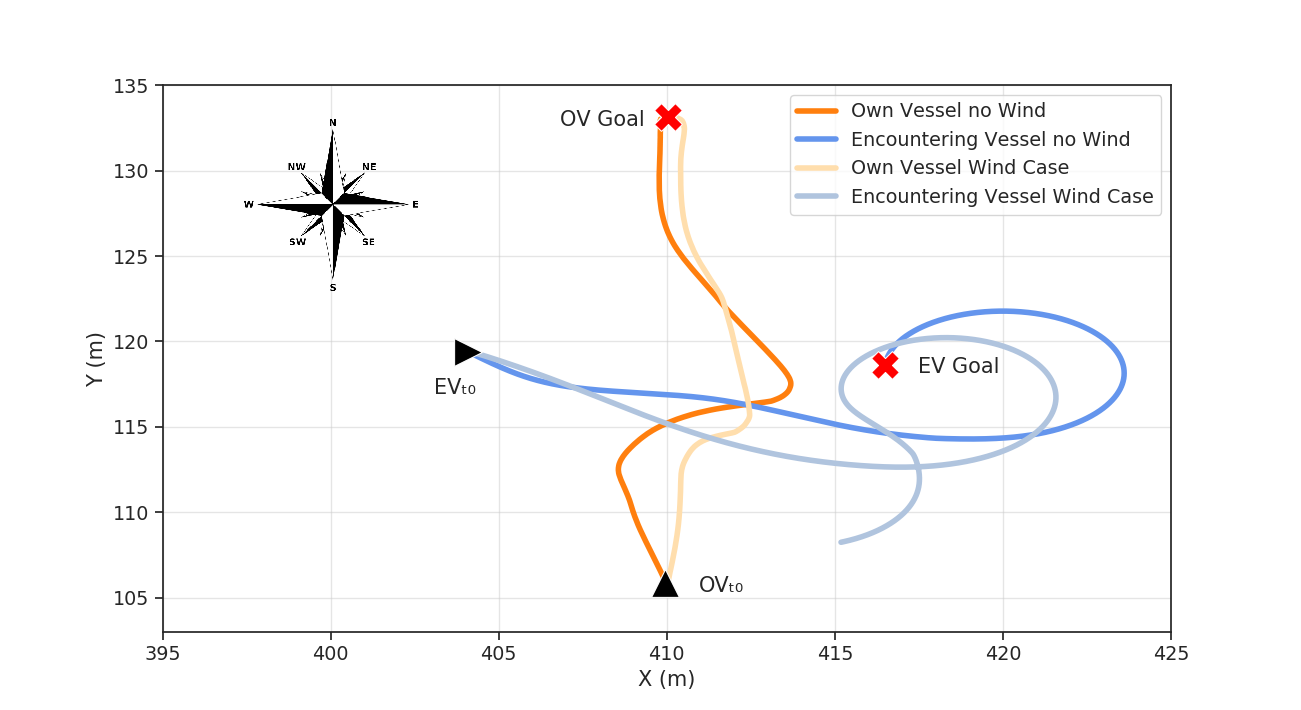 135
130
125
120
115
110
105
Y (m)
395
400
405
410
415
420
425
X (m)
N
NW
NE
W
E
SW
SE
S
OV Goal
Own Vessel no Wind
Encountering Vessel no Wind
Own Vessel Wind Case
Encountering Vessel Wind Case
EVₜ₀
EV Goal
OVₜ₀